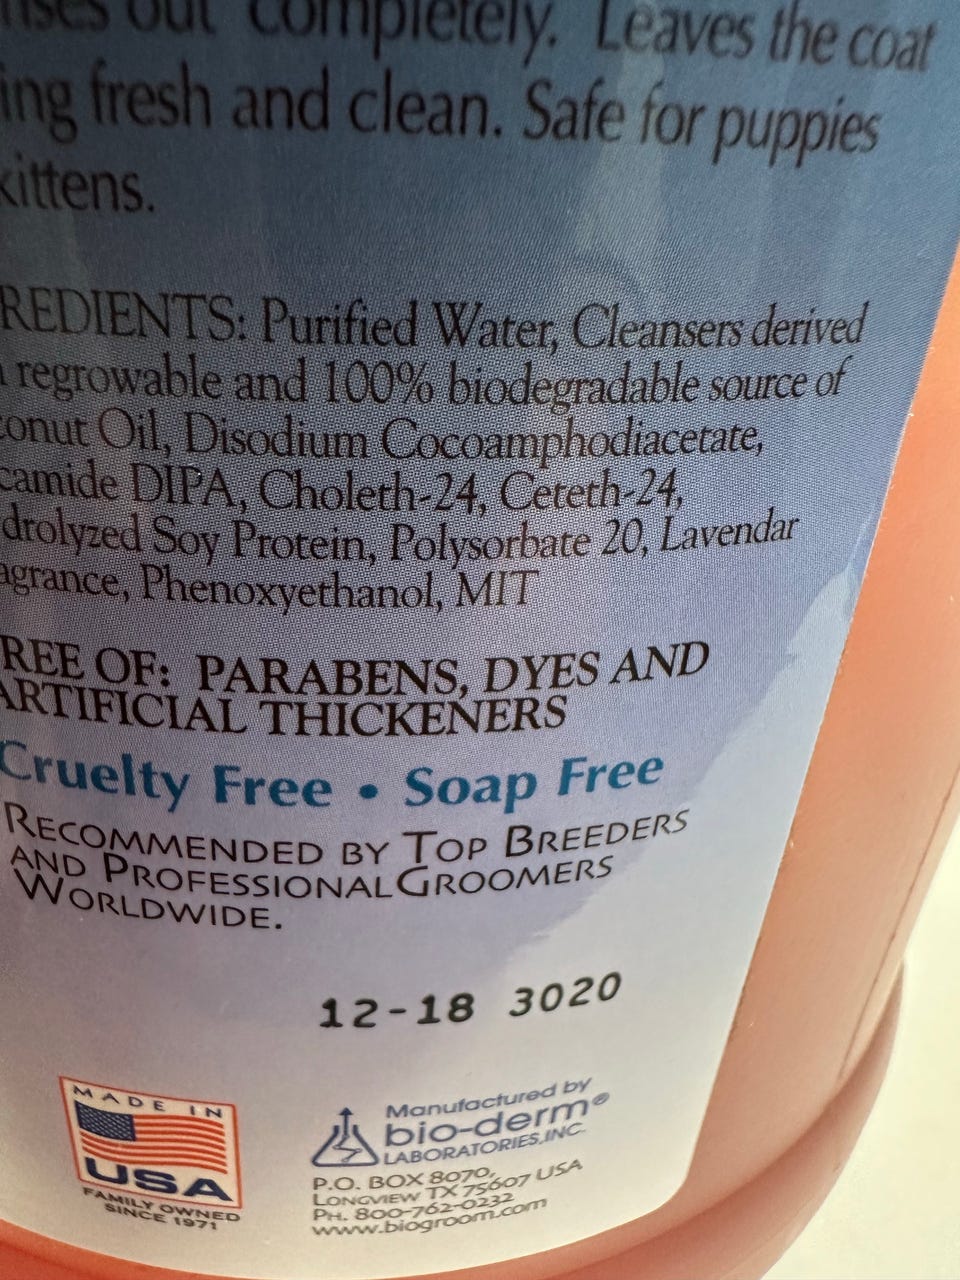 out completely. Leaves the coat
ing fresh and clean. Safe for puppies
kittens.
REDIENTS: Purified Water, Cleansers derived
regrowable and 100% biodegradable source of
conut Oil, Disodium Cocoamphodiacetate,
camide DIPA, Choleth-24, Ceteth-24,
drolyzed Soy Protein, Polysorbate 20, Lavendar
agrance, Phenoxyethanol, MIT
REE OF: PARABENS, DYES AND
ARTIFICIAL THICKENERS
Cruelty Free • Soap Free
RECOMMENDED BY TOP BREEDERS
AND PROFESSIONAL GROOMERS
WORLDWIDE.
12-18 3020
MADE IN
USA
FAMILY OWNED
SINCE 1971
Manufactured by
bio-derm®
LABORATORIES, INC.
P.O. BOX 8070,
LONGVIEW TX 75607 USA
PH. 800-762-0232
www.biogroom.com